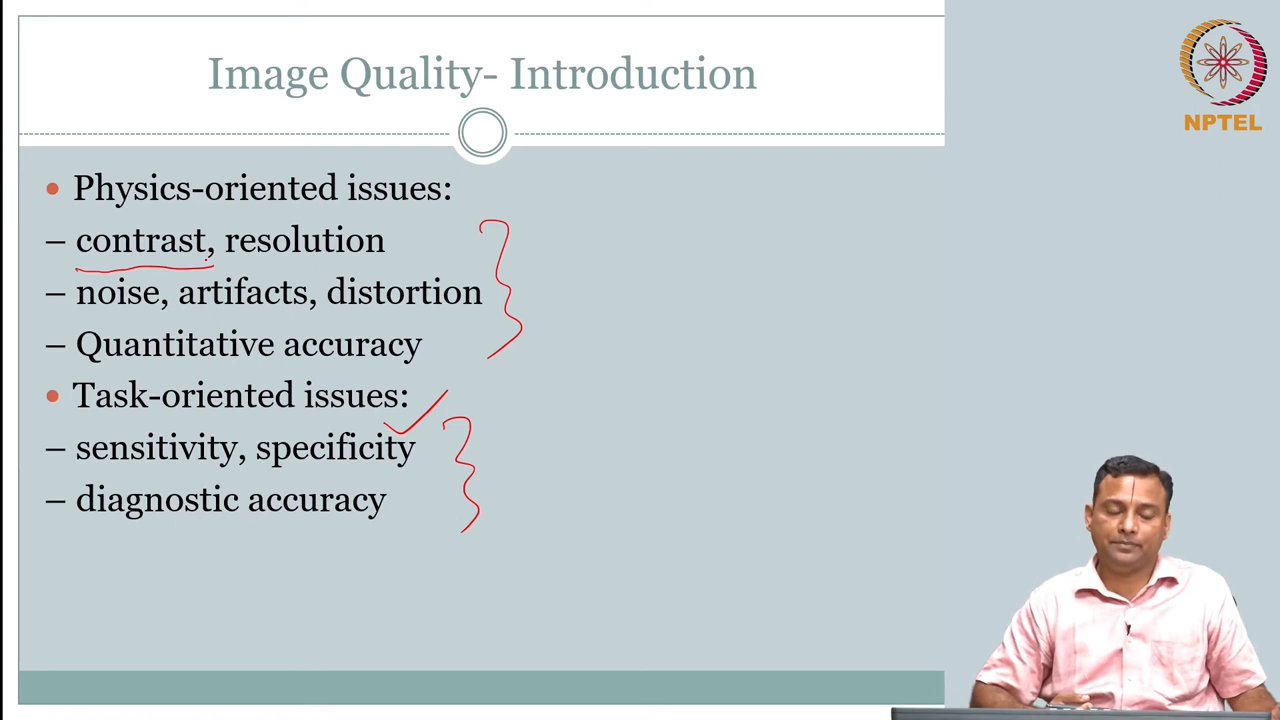 Image Quality- Introduction
NPTEL
• Physics-oriented issues:
– contrast, resolution
– noise, artifacts, distortion
– Quantitative accuracy
• Task-oriented issues:
– sensitivity, specificity
– diagnostic accuracy